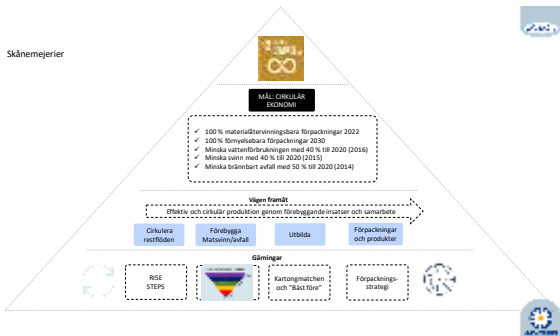 Skånemejerier
MÅL: CIRKULÄR
EKONOMI
✓ 100 % materialåtervinningsbara förpackningar 2022
✓ 100 % förnyelsebara förpackningar 2030
✓ Minska vattenförbrukningen med 40 % till 2020 (2016)
✓ Minska svinn med 40 % till 2020 (2015)
✓ Minska brännbart avfall med 50 % till 2020 (2014)
Vägen framåt
Effektiv och cirkulär produktion genom förebyggande insatser och samarbete
Cirkulera
restflöden
Förebygga
Matsvinn/avfall
Utbilda
Förpackningar
och produkter
Gärningar
RISE
STEPS
Kartongmatchen
och "Bäst före"
Förpacknings-
strategi